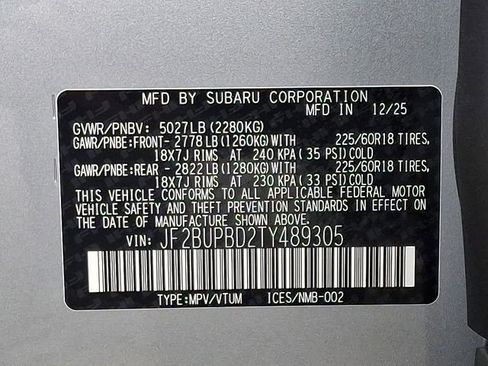 MFD BY SUBARU CORPORATION
MFD IN 12/25
GVWR/PNBV: 5027LB (2280KG)
GAWR/PNBE:FRONT- 2778 LB (1260KG)WITH 225/60R18 TIRES,
18X7J RIMS AT 240 KPA ( 35 PSI ) COLD
GAWR/PNBE:REAR - 2822 LB (1280KG)WITH 225/60R18 TIRES,
18X7J RIMS AT 230 KPA ( 33 PSI ) COLD
THIS VEHICLE CONFORMS TO ALL APPLICABLE FEDERAL MOTOR
VEHICLE SAFETY AND THEFT PREVENTION STANDARDS IN EFFECT
ON THE DATE OF MANUFACTURE SHOWN ABOVE.
VIN: JF2BUPBD2TY489305
TYPE:MPV/VTUM ICES/NMB-002